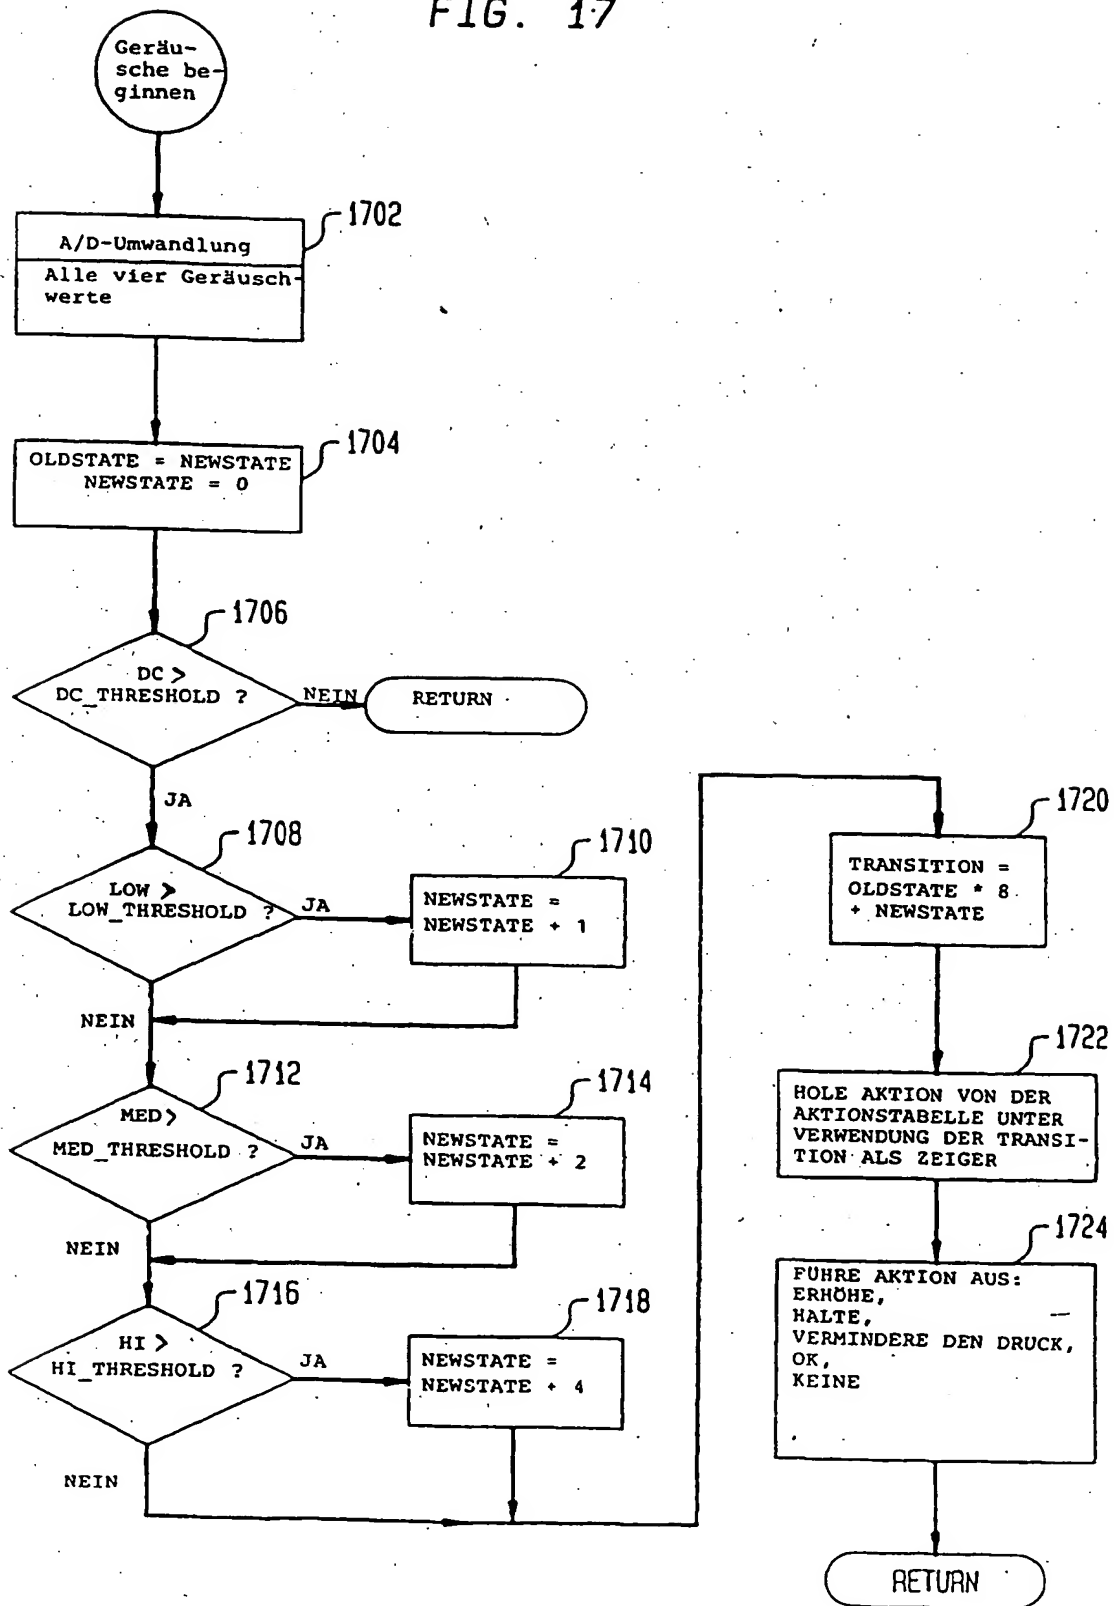 FIG. 17
Geräu-
sche be-
ginnen
1702
A/D-Umwandlung
Alle vier Geräusch-
werte
1704
OLDSTATE = NEWSTATE
NEWSTATE = 0
1706
DC >
DC_THRESHOLD ?
NEIN
RETURN
JA
1708
LOW >
LOW_THRESHOLD ?
JA
1710
NEWSTATE =
NEWSTATE + 1
NEIN
1712
MED>
MED_THRESHOLD ?
JA
1714
NEWSTATE =
NEWSTATE + 2
NEIN
1716
HI >
HI_THRESHOLD ?
JA
1718
NEWSTATE =
NEWSTATE + 4
NEIN
1720
TRANSITION =
OLDSTATE * 8
+ NEWSTATE
1722
HOLE AKTION VON DER
AKTIONSTABELLE UNTER
VERWENDUNG DER TRANSI-
TION ALS ZEIGER
1724
FÜHRE AKTION AUS:
ERHÖHE,
HALTE,
VERMINDERE DEN DRUCK,
OK,
KEINE
RETURN